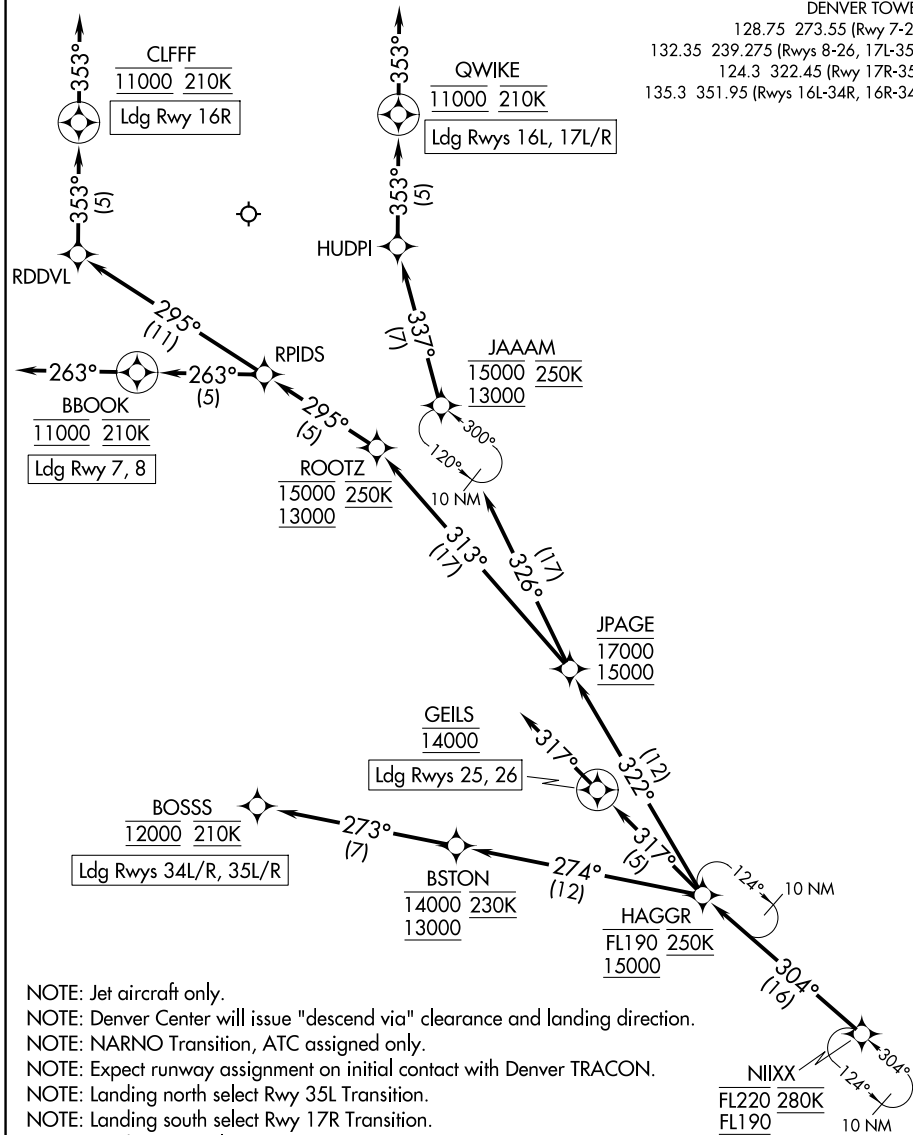 DENVER TOWE
128.75 273.55 (Rwy 7-2
132.35 239.275 (Rwys 8-26, 17L-35
124.3 322.45 (Rwy 17R-35
135.3 351.95 (Rwys 16L-34R, 16R-34
353°
CLFFF
11000 210K
Ldg Rwy 16R
353°
(5)
RDDVL
353°
QWIKE
11000 210K
Ldg Rwys 16L, 17L/R
353°
(5)
HUDPI
295°
(11)
337°
(7)
RPIDS
263°
263°
(5)
BBOOK
11000 210K
Ldg Rwy 7, 8
295°
(5)
JAAAM
15000 250K
13000
300°
120°
10 NM
ROOTZ
15000 250K
13000
313°
(17)
326°
(17)
JPAGE
17000
15000
GEILS
14000
Ldg Rwys 25, 26
317°
317°
(5)
322°
(12)
BOSSS
12000 210K
Ldg Rwys 34L/R, 35L/R
273°
(7)
BSTON
14000 230K
13000
274°
(12)
HAGGR
FL190 250K
15000
124°
10 NM
304°
(16)
NIIXX
FL220 280K
FL190
304°
124°
10 NM
NOTE: Jet aircraft only.
NOTE: Denver Center will issue "descend via" clearance and landing direction.
NOTE: NARNO Transition, ATC assigned only.
NOTE: Expect runway assignment on initial contact with Denver TRACON.
NOTE: Landing north select Rwy 35L Transition.
NOTE: Landing south select Rwy 17R Transition.